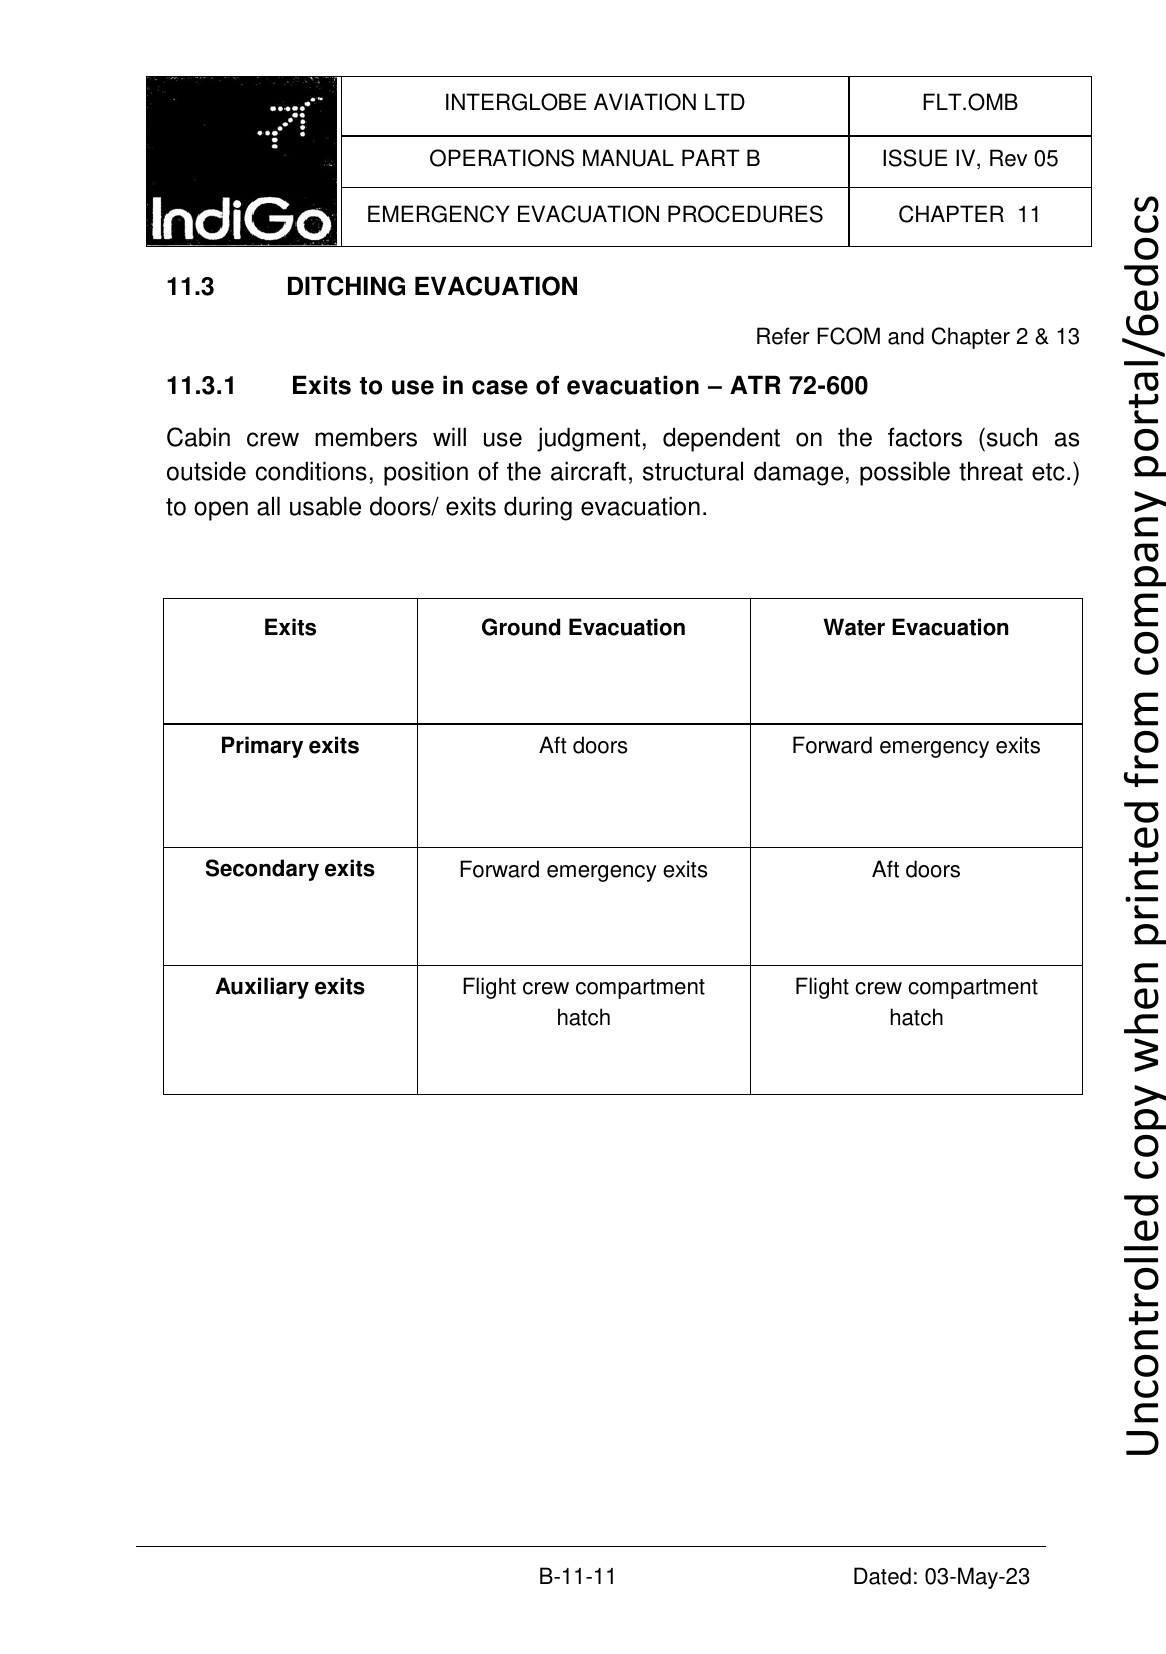 IndiGo
INTERGLOBE AVIATION LTD
FLT.OMB
OPERATIONS MANUAL PART B
ISSUE IV, Rev 05
EMERGENCY EVACUATION PROCEDURES
CHAPTER  11
11.3 DITCHING EVACUATION
Refer FCOM and Chapter 2 & 13
11.3.1 Exits to use in case of evacuation – ATR 72-600
Cabin crew members will use judgment, dependent on the factors (such as
outside conditions, position of the aircraft, structural damage, possible threat etc.)
to open all usable doors/ exits during evacuation.
Exits
Ground Evacuation
Water Evacuation
Primary exits
Aft doors
Forward emergency exits
Secondary exits
Forward emergency exits
Aft doors
Auxiliary exits
Flight crew compartment
hatch
Flight crew compartment
hatch
B-11-11
Dated: 03-May-23
Uncontrolled copy when printed from company portal/6edocs